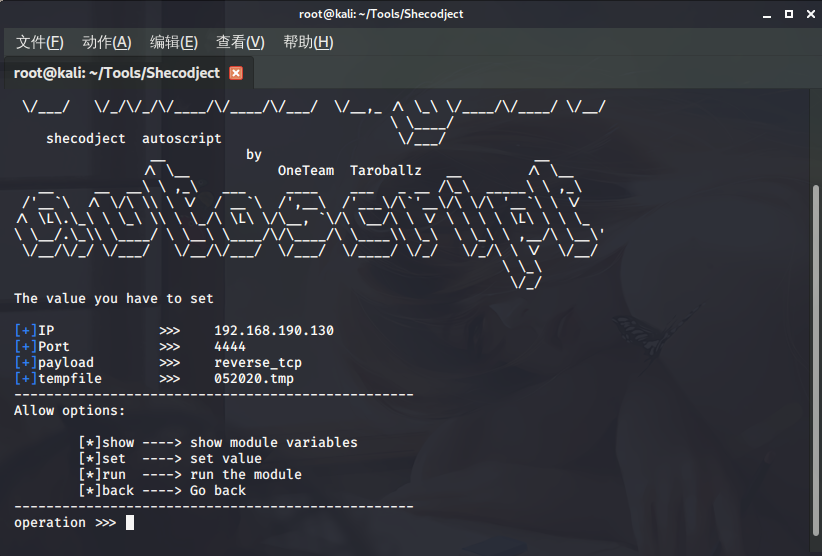 root@kali: ~/Tools/Shecodject
文件(F) 动作(A) 编辑(E) 查看(V) 帮助(H)
root@kali: ~/Tools/Shecodject
shecodject autoscript
by
OneTeam Taroballz
The value you have to set
[+]IP >>> 192.168.190.130
[+]Port >>> 4444
[+]payload >>> reverse_tcp
[+]tempfile >>> 052020.tmp
--------------------------------------------------
Allow options:
[*]show ----> show module variables
[*]set ----> set value
[*]run ----> run the module
[*]back ----> Go back
--------------------------------------------------
operation >>>